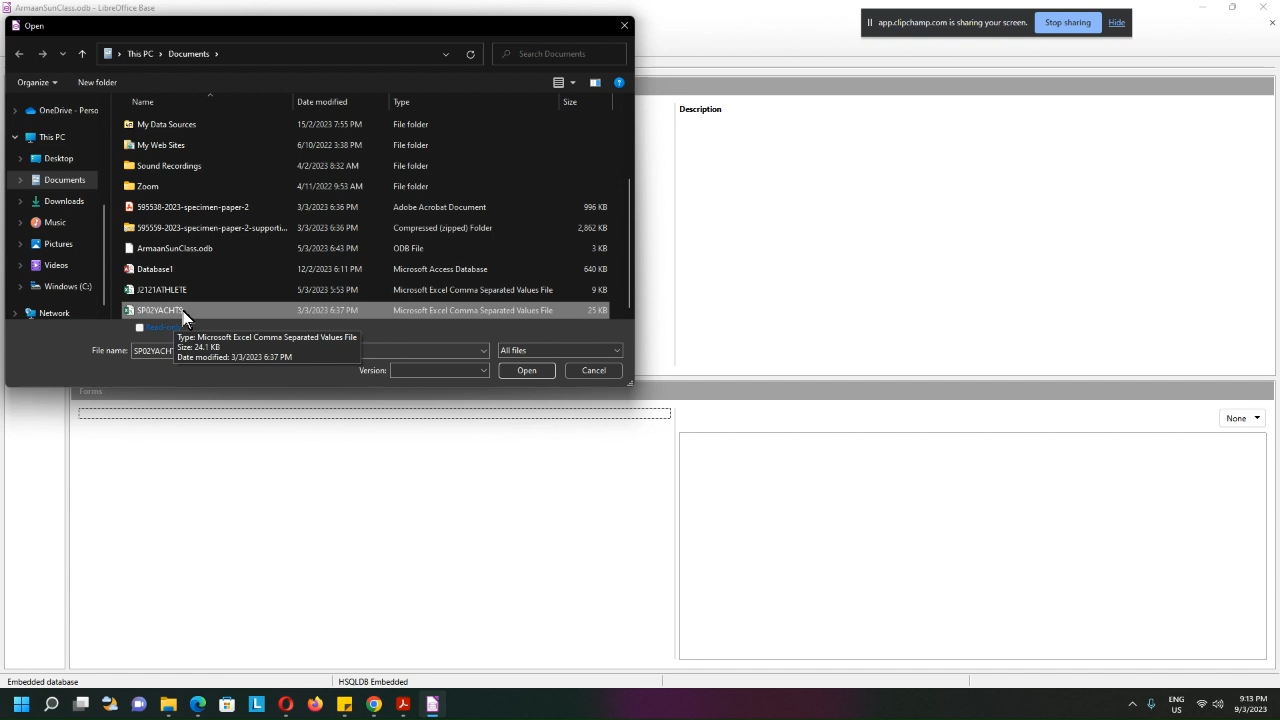 ArmaanSunClass.odb - LibreOffice Base
Open
app.clipchamp.com is sharing your screen.
Stop sharing
Hide
This PC
Documents
Search Documents
Organize
New folder
Name
Date modified
Type
Size
OneDrive - Perso
This PC
Desktop
Documents
Downloads
Music
Pictures
Videos
Windows (C:)
Network
My Data Sources 15/2/2023 7:55 PM File folder
My Web Sites 6/10/2022 3:38 PM File folder
Sound Recordings 4/2/2023 8:32 AM File folder
Zoom 4/11/2022 9:53 AM File folder
595538-2023-specimen-paper-2 3/3/2023 6:36 PM Adobe Acrobat Document 996 KB
595559-2023-specimen-paper-2-supporti... 3/3/2023 6:36 PM Compressed (zipped) Folder 2,862 KB
ArmaanSunClass.odb 5/3/2023 6:43 PM ODB File 3 KB
Database1 12/2/2023 6:11 PM Microsoft Access Database 640 KB
J2121ATHLETE 5/3/2023 5:53 PM Microsoft Excel Comma Separated Values File 9 KB
SP02YACHTS 3/3/2023 6:37 PM Microsoft Excel Comma Separated Values File 25 KB
Type: Microsoft Excel Comma Separated Values File
Size: 24.1 KB
Date modified: 3/3/2023 6:37 PM
File name:
SP02YACHT
All files
Version:
Open
Cancel
Description
Forms
None
Embedded database
HSQLDB Embedded
ENG
US
9:13 PM
9/3/2023